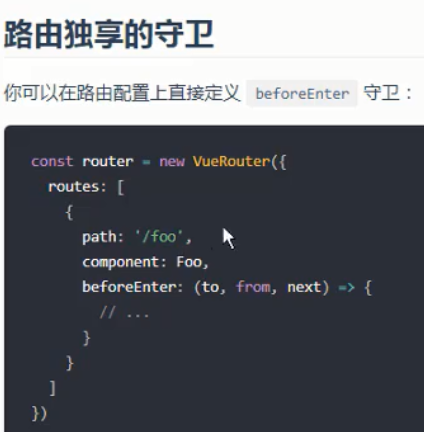 路由独享的守卫
你可以在路由配置上直接定义 beforeEnter 守卫：
const router = new VueRouter({
  routes: [
    {
      path: '/foo',
      component: Foo,
      beforeEnter: (to, from, next) => {
        // ...
      }
    }
  ]
})